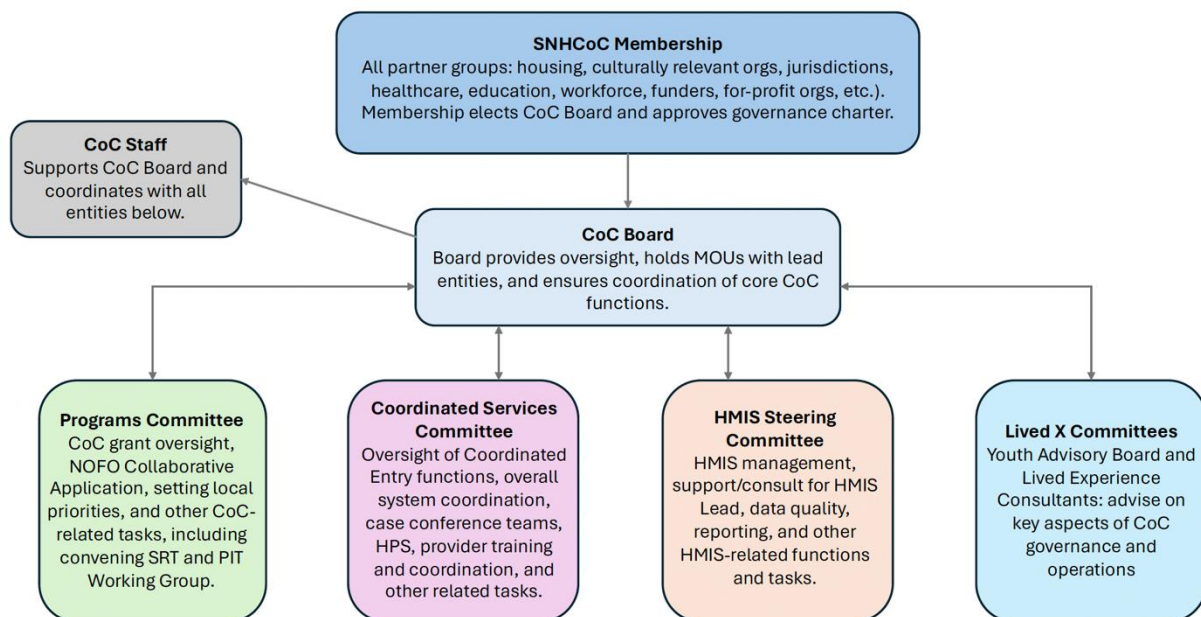 SNHCoC Membership
All partner groups: housing, culturally relevant orgs, jurisdictions,
healthcare, education, workforce, funders, for-profit orgs, etc.).
Membership elects CoC Board and approves governance charter.
CoC Staff
Supports CoC Board and
coordinates with all
entities below.
CoC Board
Board provides oversight, holds MOUs with lead
entities, and ensures coordination of core CoC
functions.
Programs Committee
CoC grant oversight,
NOFO Collaborative
Application, setting local
priorities, and other CoC-
related tasks, including
convening SRT and PIT
Working Group.
Coordinated Services
Committee
Oversight of Coordinated
Entry functions, overall
system coordination,
case conference teams,
HPS, provider training
and coordination, and
other related tasks.
HMIS Steering
Committee
HMIS management,
support/consult for HMIS
Lead, data quality,
reporting, and other
HMIS-related functions
and tasks.
Lived X Committees
Youth Advisory Board and
Lived Experience
Consultants: advise on
key aspects of CoC
governance and
operations